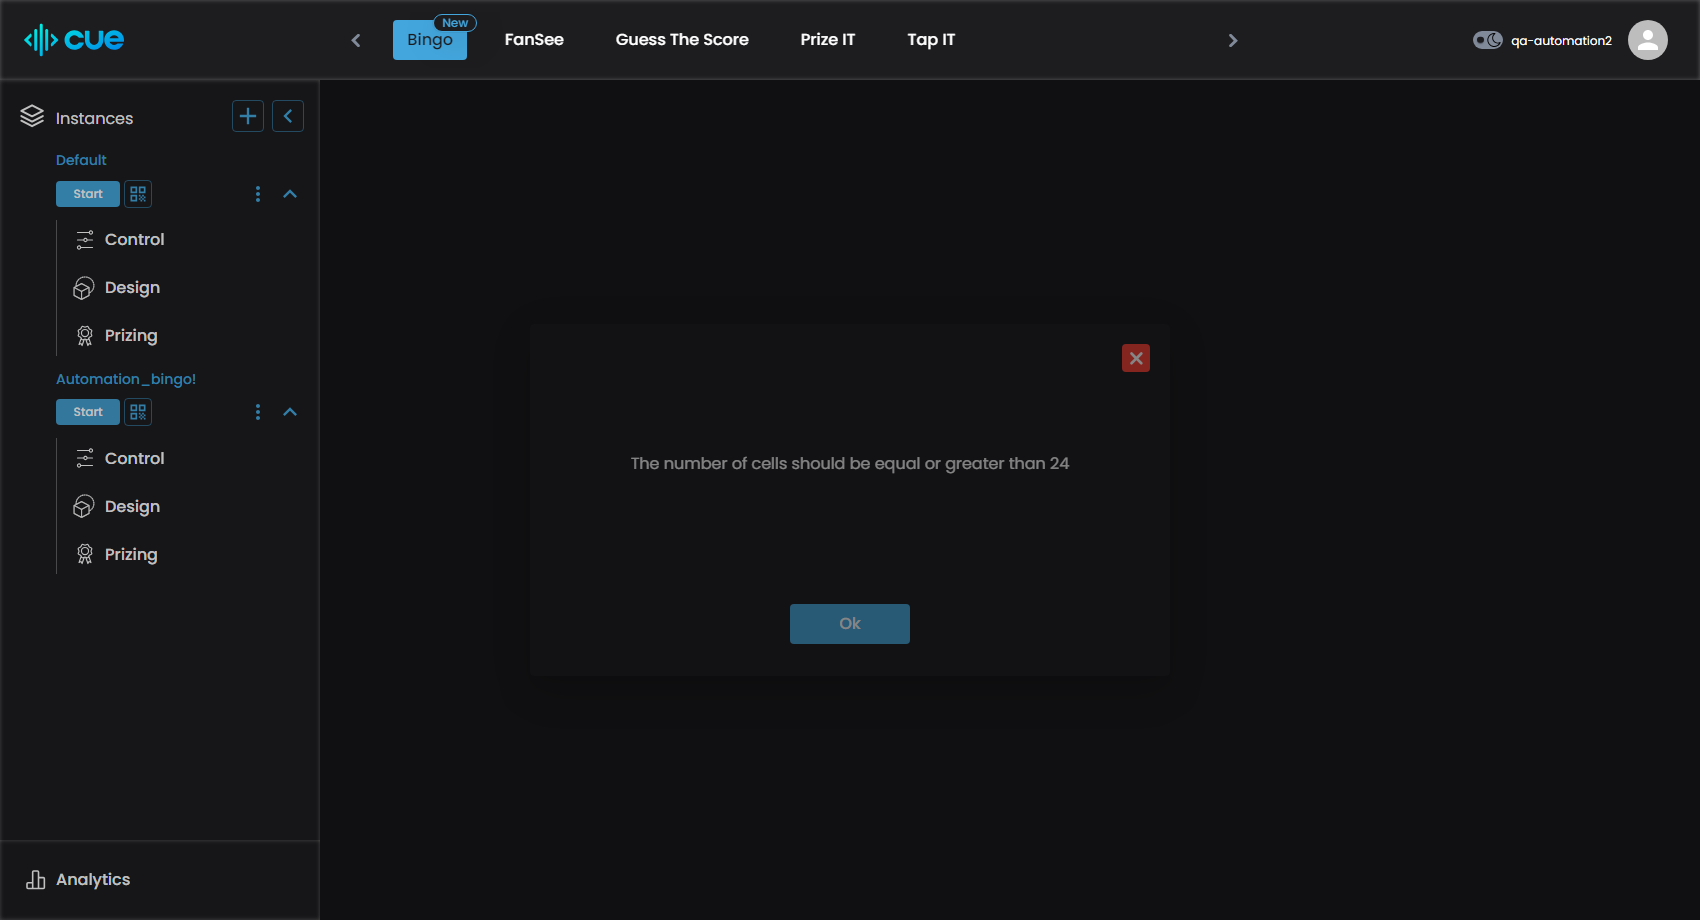 cue
New
Bingo
FanSee
Guess The Score
Prize IT
Tap IT
qa-automation2
Instances
Default
Start
Control
Design
Prizing
Automation_bingo!
Start
Control
Design
Prizing
The number of cells should be equal or greater than 24
Ok
Analytics